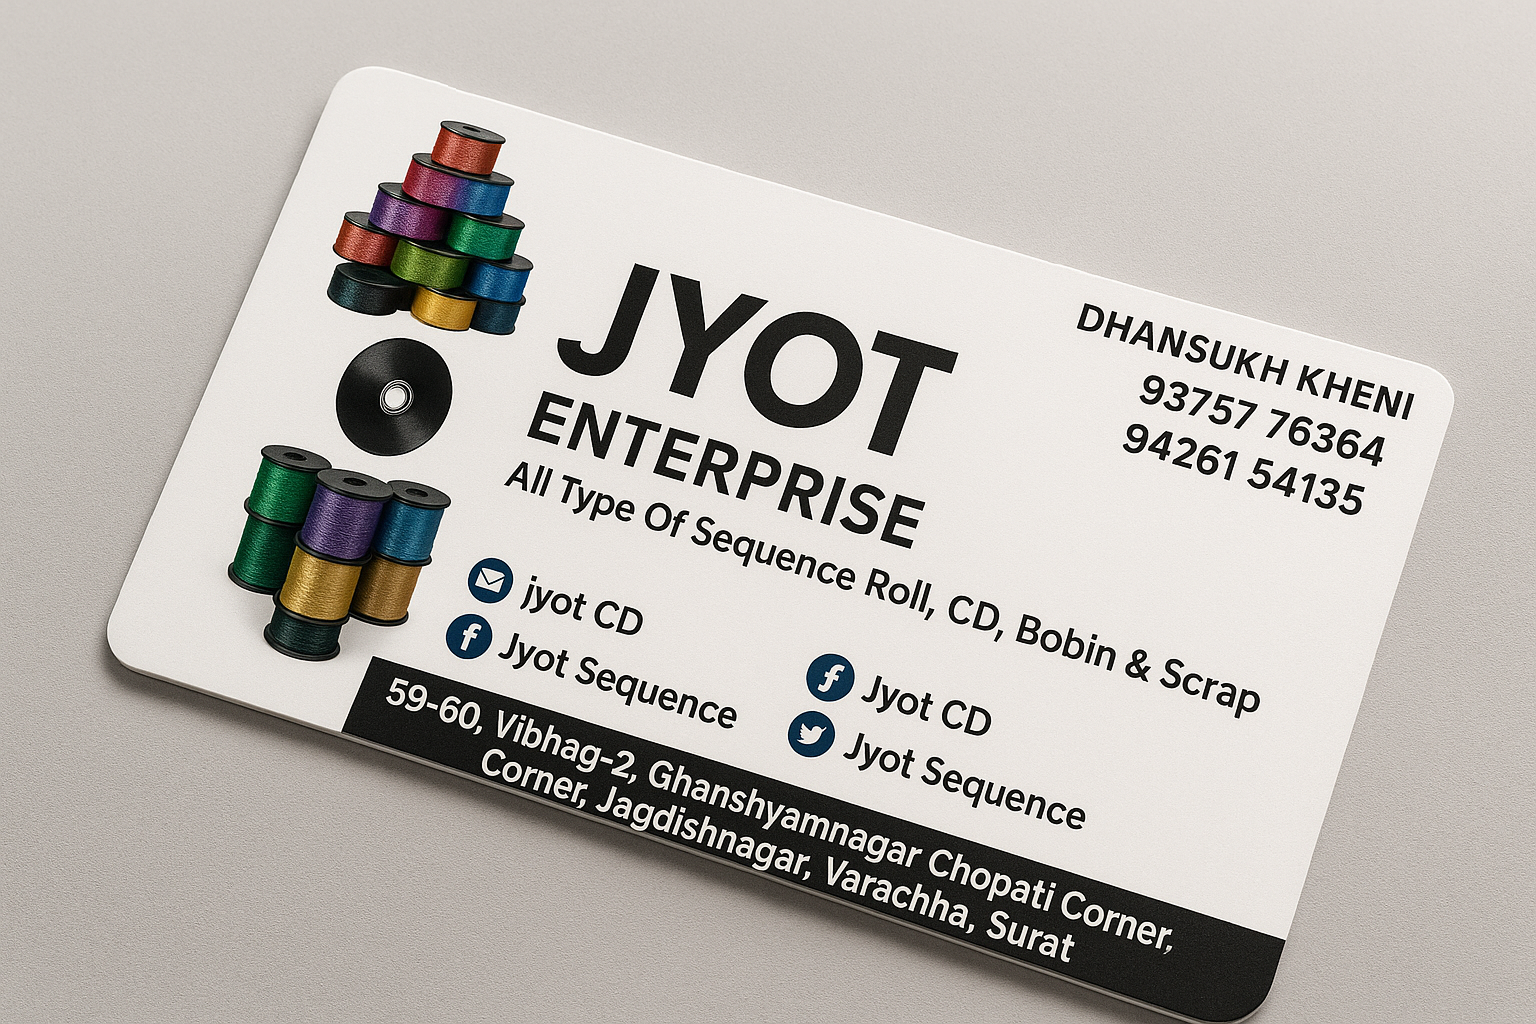 JYOT
ENTERPRISE
All Type Of Sequence Roll, CD, Bobin & Scrap
DHANSUKH KHENI
93757 76364
94261 54135
jyot CD
Jyot Sequence
Jyot CD
Jyot Sequence
59-60, Vibhag-2, Ghanshyamnagar Chopati Corner,
Corner, Jagdishnagar, Varachha, Surat